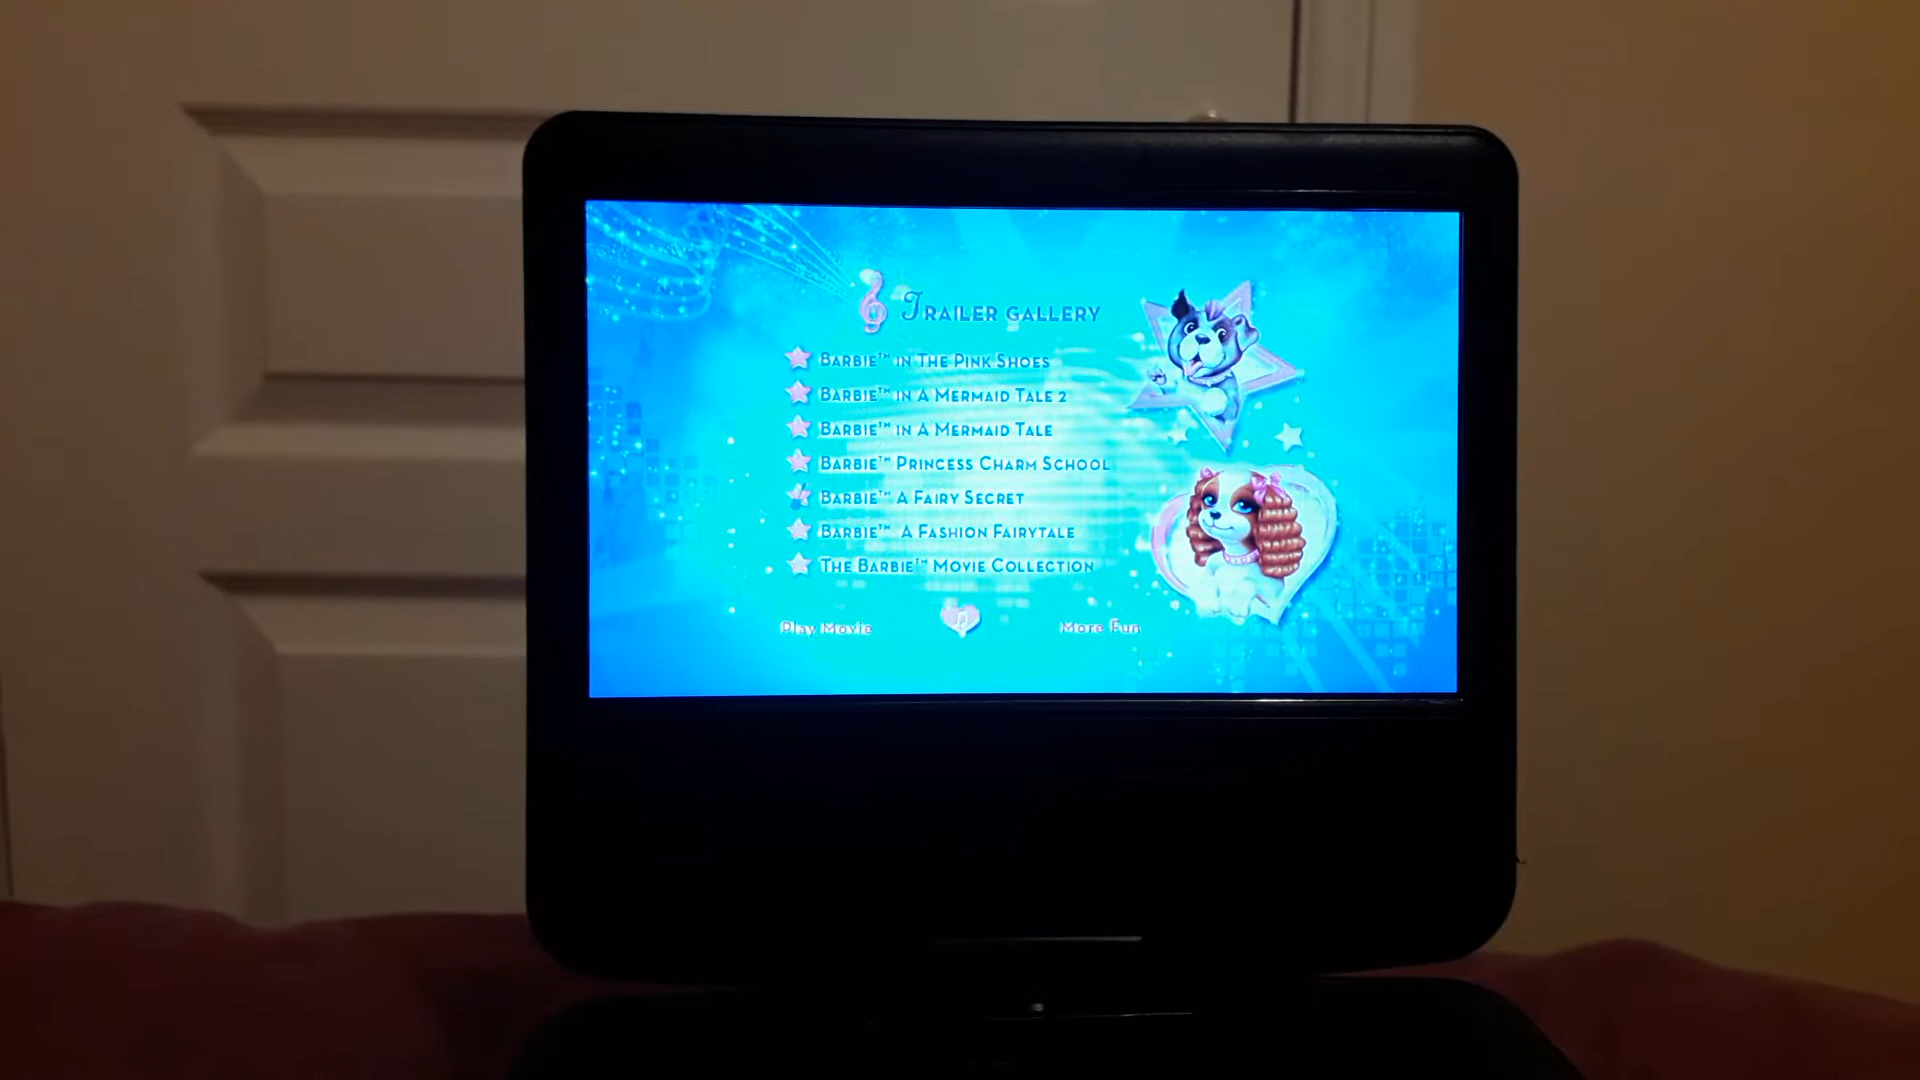 Trailer Gallery
Barbie™ in The Pink Shoes
Barbie™ in A Mermaid Tale 2
Barbie™ in A Mermaid Tale
Barbie™ Princess Charm School
Barbie™ A Fairy Secret
Barbie™ A Fashion Fairytale
The Barbie™ Movie Collection
Play Movie
More Fun